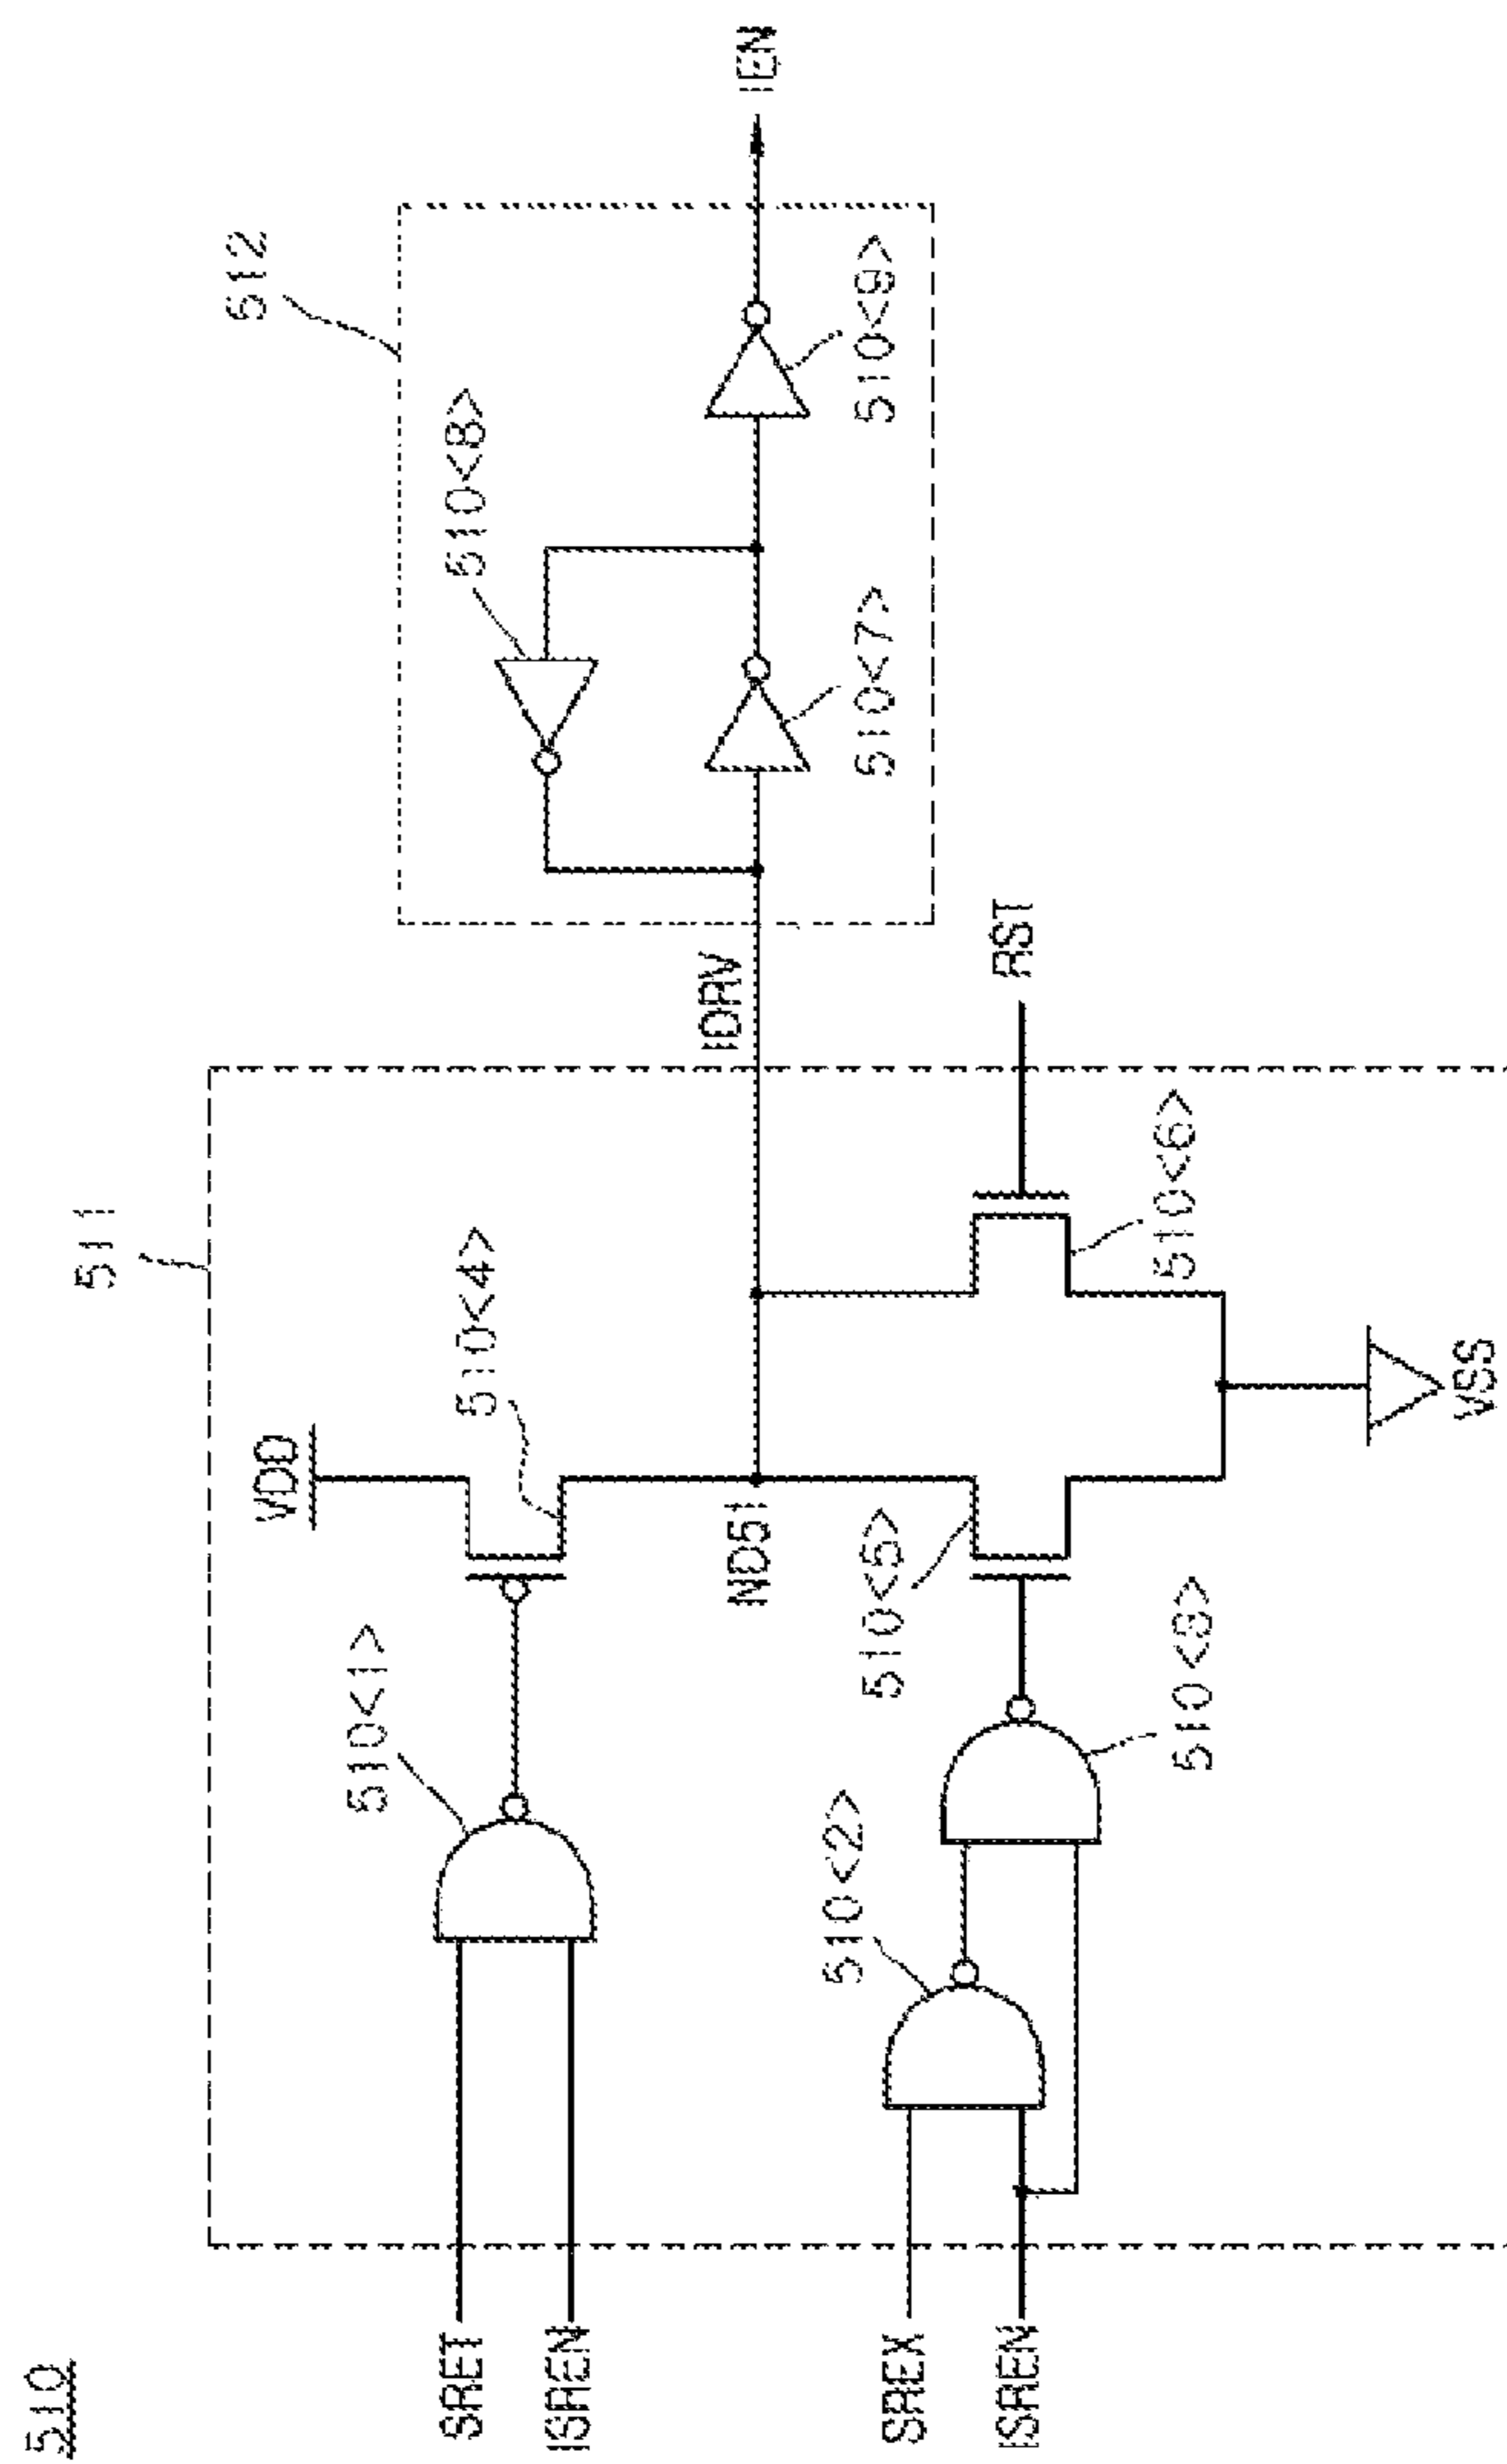 510
511
VDD
510<4>
510<1>
SRET
ISREN
ND51
IDRV
512
510<8>
510<7>
510<9>
IEN
510<5>
510<2>
510<3>
SREX
ISREN
510<6>
RST
VSS